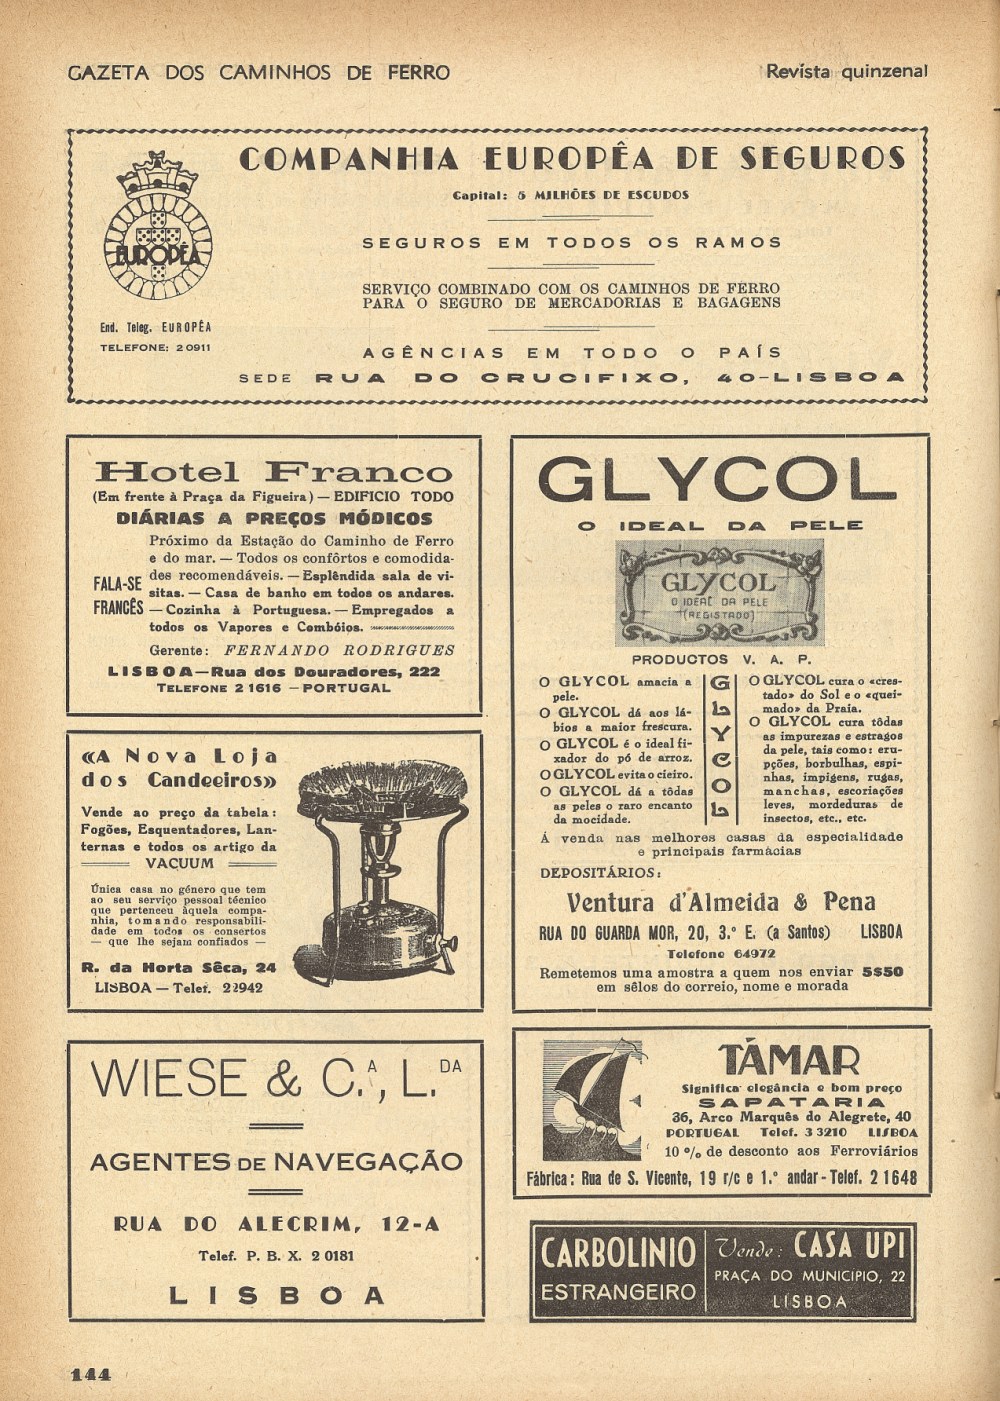 GAZETA DOS CAMINHOS DE FERRO
Revista quinzenal
COMPANHIA EUROPÊA DE SEGUROS
Capital: 5 MILHÕES DE ESCUDOS
SEGUROS EM TODOS OS RAMOS
SERVIÇO COMBINADO COM OS CAMINHOS DE FERRO
PARA O SEGURO DE MERCADORIAS E BAGAGENS
AGÊNCIAS EM TODO O PAÍS
SEDE RUA DO CRUCIFIXO, 40-LISBOA
EUROPÊA
End. Teleg. EUROPÊA
TELEFONE: 20911
Hotel Franco
(Em frente à Praça da Figueira) — EDIFICIO TODO
DIÁRIAS A PREÇOS MÓDICOS
Próximo da Estação do Caminho de Ferro
e do mar. — Todos os confôrtos e comodida-
des recomendáveis. — Esplêndida sala de vi-
sitas. — Casa de banho em todos os andares.
— Cozinha à Portuguesa. — Empregados a
todos os Vapores e Combóios.
FALA-SE
FRANCÊS
Gerente: FERNANDO RODRIGUES
LISBOA—Rua dos Douradores, 222
TELEFONE 2 1616 — PORTUGAL
«A Nova Loja
dos Candeeiros»
Vende ao preço da tabela:
Fogões, Esquentadores, Lan-
ternas e todos os artigo da
VACUUM
Única casa no género que tem
ao seu serviço pessoal técnico
que pertenceu àquela compa-
nhia, tomando responsabili-
dade em todos os consertos
— que lhe sejam confiados —
R. da Horta Sêca, 24
LISBOA — Telef. 22942
WIESE & C.A, L.DA
AGENTES DE NAVEGAÇÃO
RUA DO ALECRIM, 12-A
Telef. P. B. X. 2 0181
LISBOA
GLYCOL
O IDEAL DA PELE
GLYCOL
O IDEAL DA PELE
(REGISTADO)
PRODUCTOS V. A. P.
O GLYCOL amacia a
pele.
O GLYCOL dá aos lá-
bios a maior frescura.
O GLYCOL é o ideal fi-
xador do pó de arroz.
O GLYCOL evita o cieiro.
O GLYCOL dá a tôdas
as peles o raro encanto
da mocidade.
GLYCOL
O GLYCOL cura o «cres-
tado» do Sol e o «quei-
mado» da Praia.
O GLYCOL cura tôdas
as impurezas e estragos
da pele, tais como: eru-
pções, borbulhas, espi-
nhas, impigens, rugas,
manchas, escoriações
leves, mordeduras de
insectos, etc., etc.
Á venda nas melhores casas da especialidade
e principais farmácias
DEPOSITÁRIOS:
Ventura d'Almeida & Pena
RUA DO GUARDA MOR, 20, 3.º E. (a Santos) LISBOA
Telefone 64972
Remetemos uma amostra a quem nos enviar 5$50
em sêlos do correio, nome e morada
TÁMAR
Significa elegância e bom preço
SAPATARIA
36, Arco Marquês do Alegrete, 40
PORTUGAL Telef. 3 3210 LISBOA
10 % de desconto aos Ferroviários
Fábrica: Rua de S. Vicente, 19 r/c e 1.º andar - Telef. 2 1648
CARBOLINIO
ESTRANGEIRO
Vende: CASA UPI
PRAÇA DO MUNICIPIO, 22
LISBOA
144